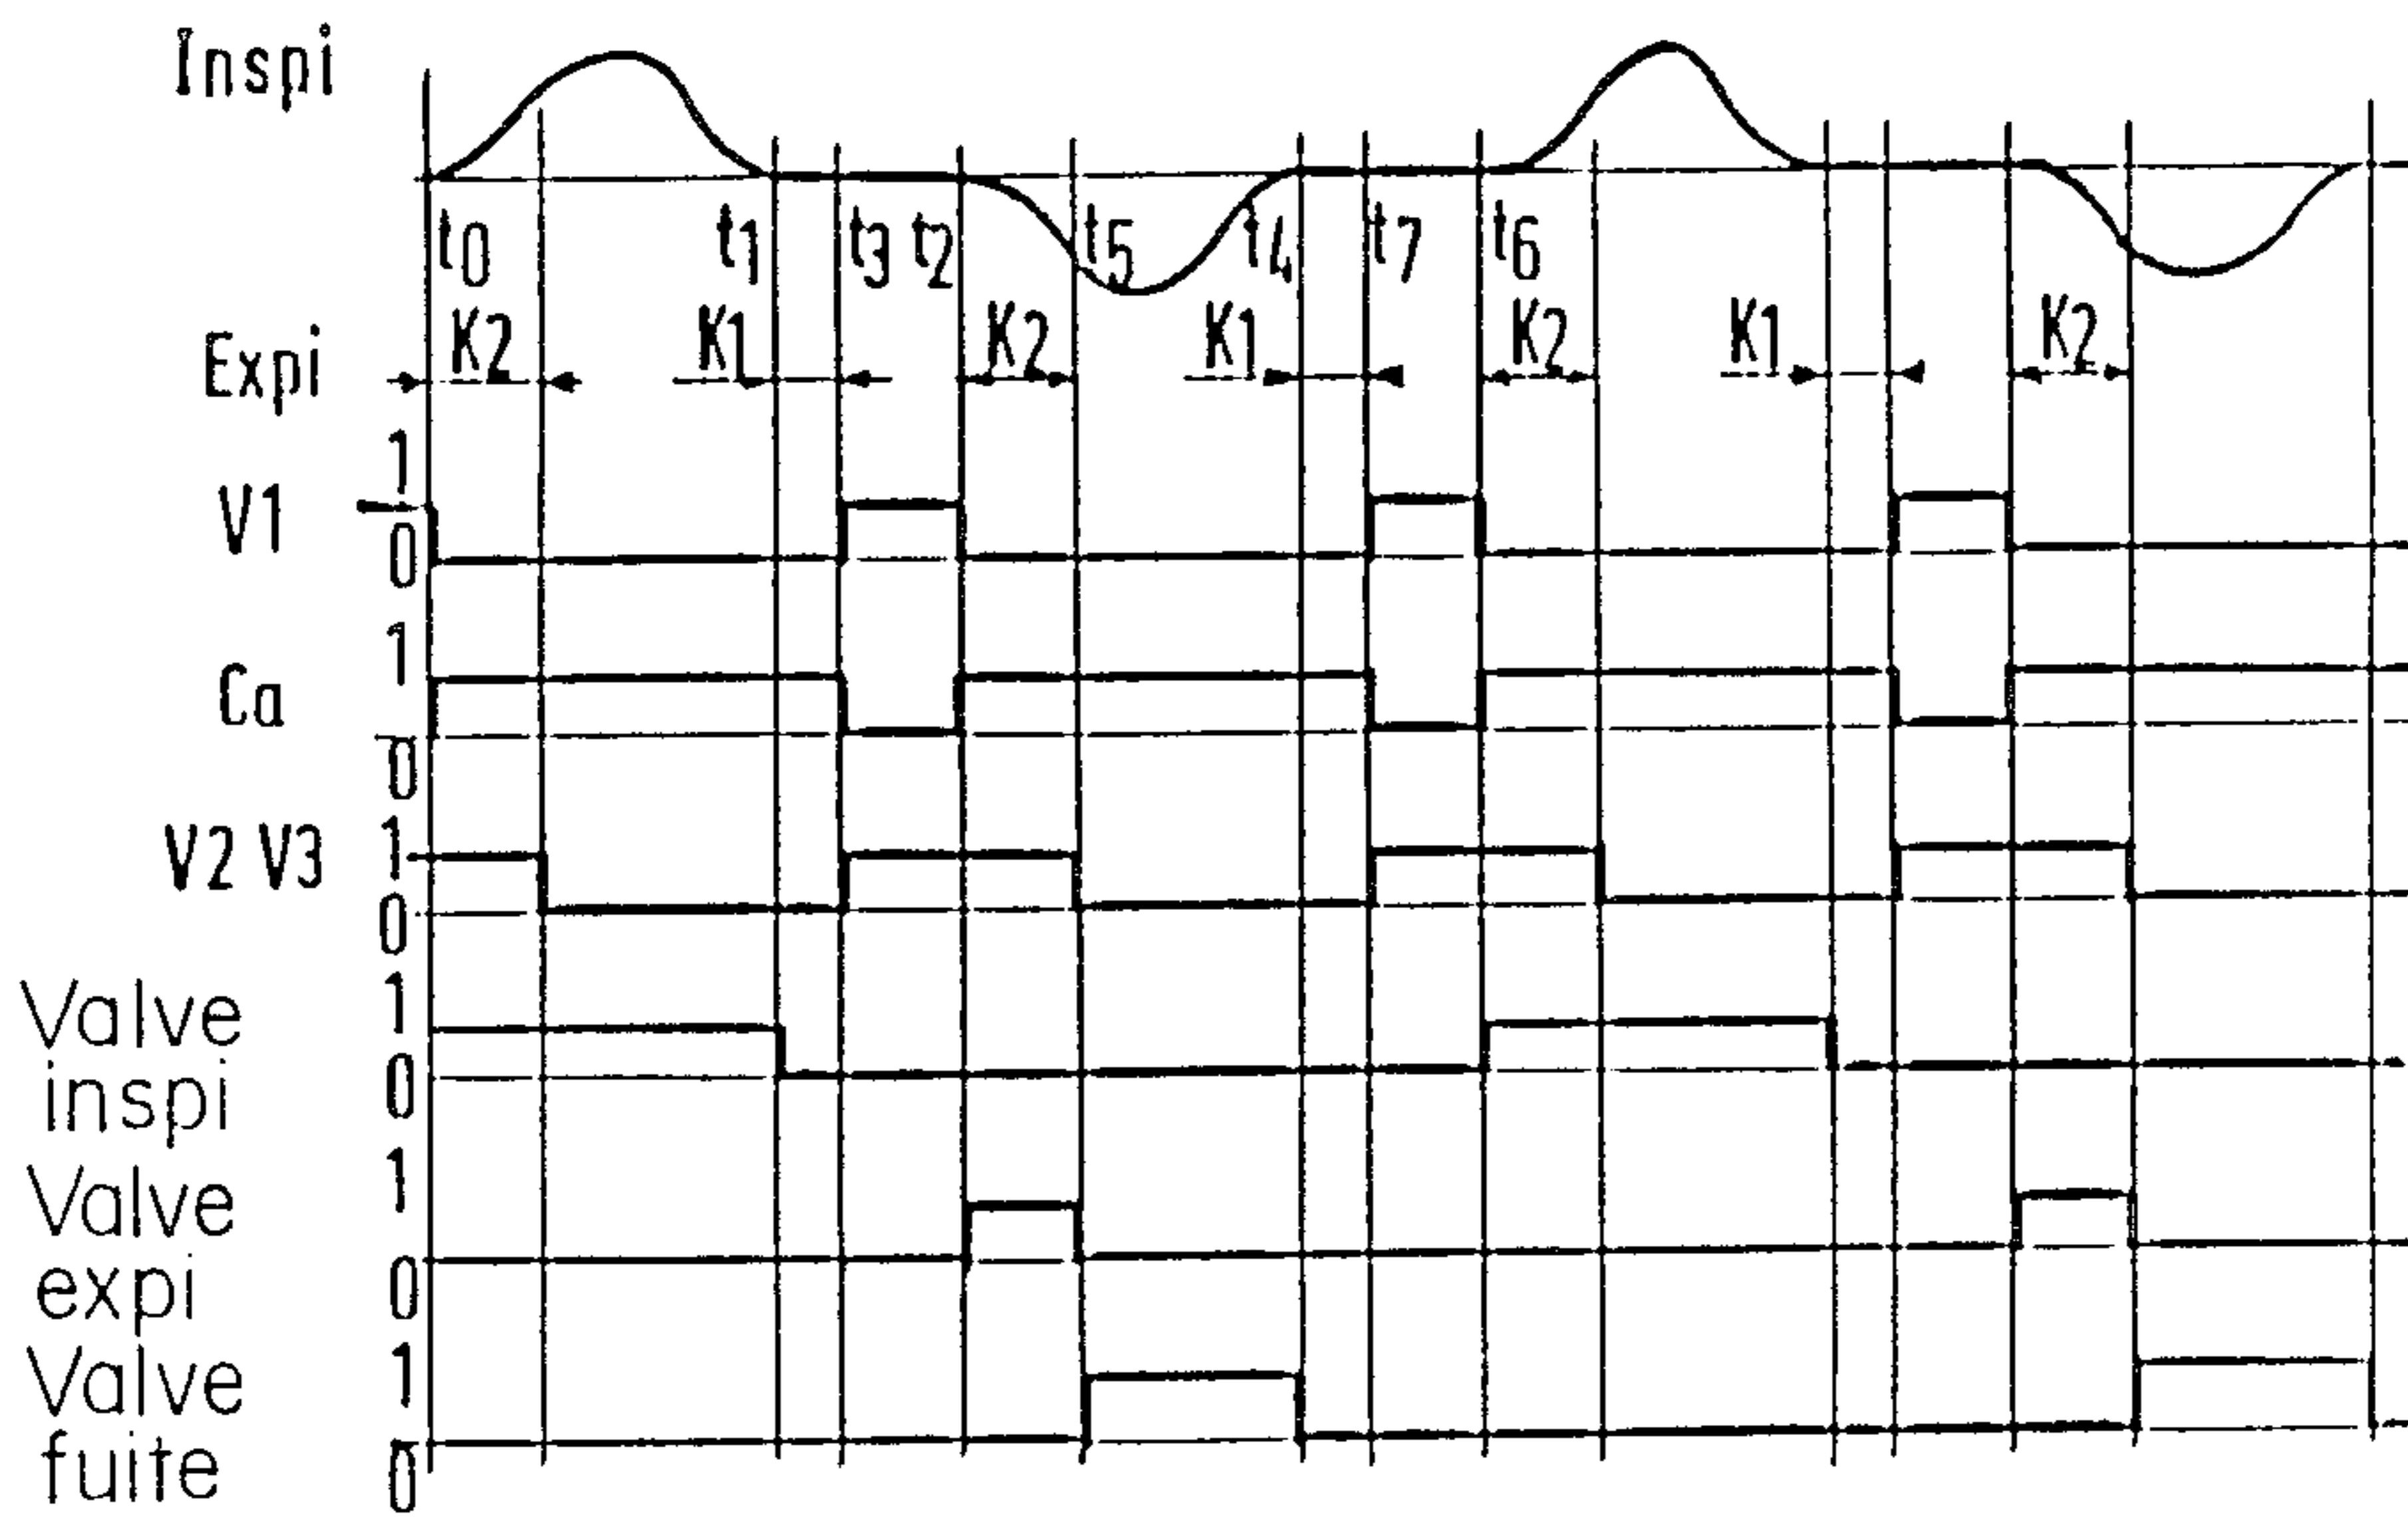 Inspi
t0 t1 t3 t2 t5 t4 t7 t6
K2 K1 K2 K1 K2 K1 K2
Expi
1
V1
0
1
Ca
0
1
V2 V3
0
1
Valve
inspi
0
1
Valve
expi
0
1
Valve
fuite
0